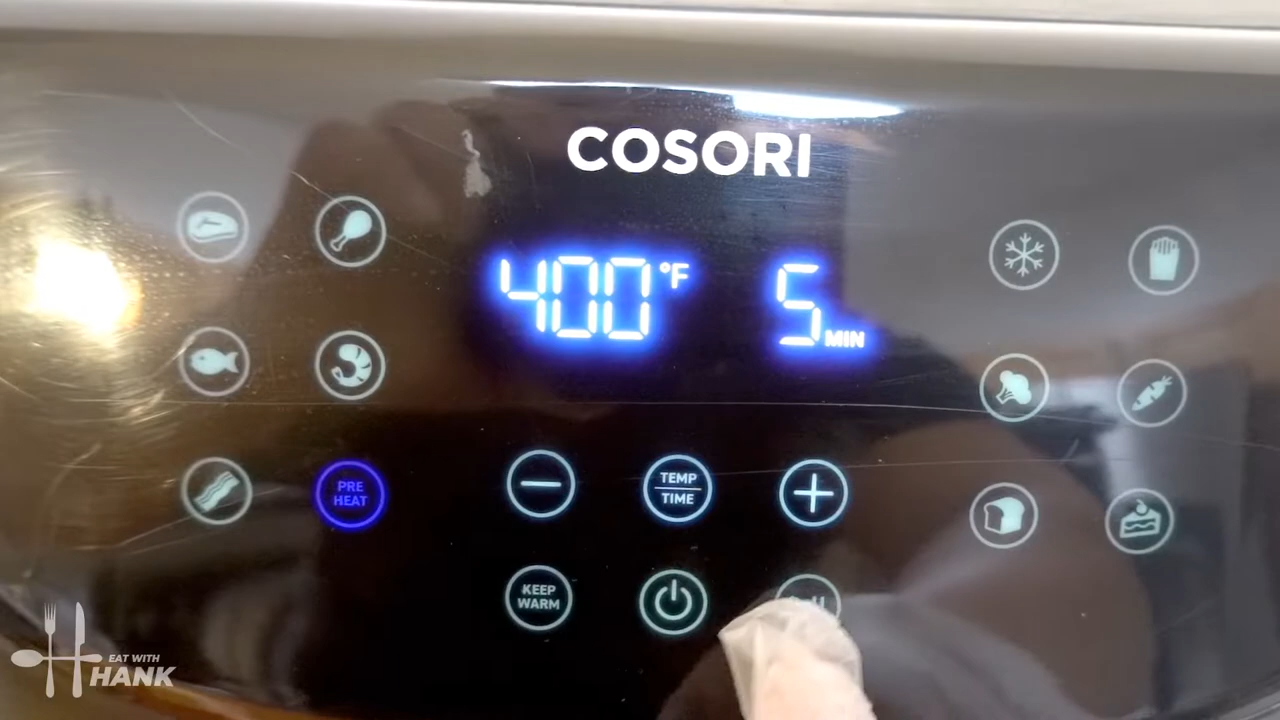 COSORI
400°F 5 MIN
PRE
HEAT
TEMP
TIME
KEEP
WARM
EAT WITH
HANK